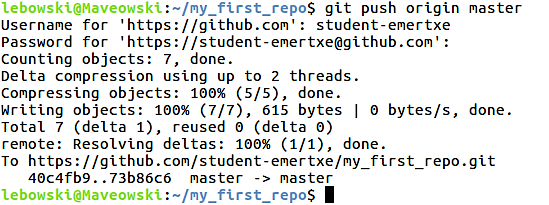 lebowski@Maveowski:~/my_first_repo$ git push origin master
Username for 'https://github.com': student-emertxe
Password for 'https://student-emertxe@github.com':
Counting objects: 7, done.
Delta compression using up to 2 threads.
Compressing objects: 100% (5/5), done.
Writing objects: 100% (7/7), 615 bytes | 0 bytes/s, done.
Total 7 (delta 1), reused 0 (delta 0)
remote: Resolving deltas: 100% (1/1), done.
To https://github.com/student-emertxe/my_first_repo.git
   40c4fb9..73b86c6  master -> master
lebowski@Maveowski:~/my_first_repo$